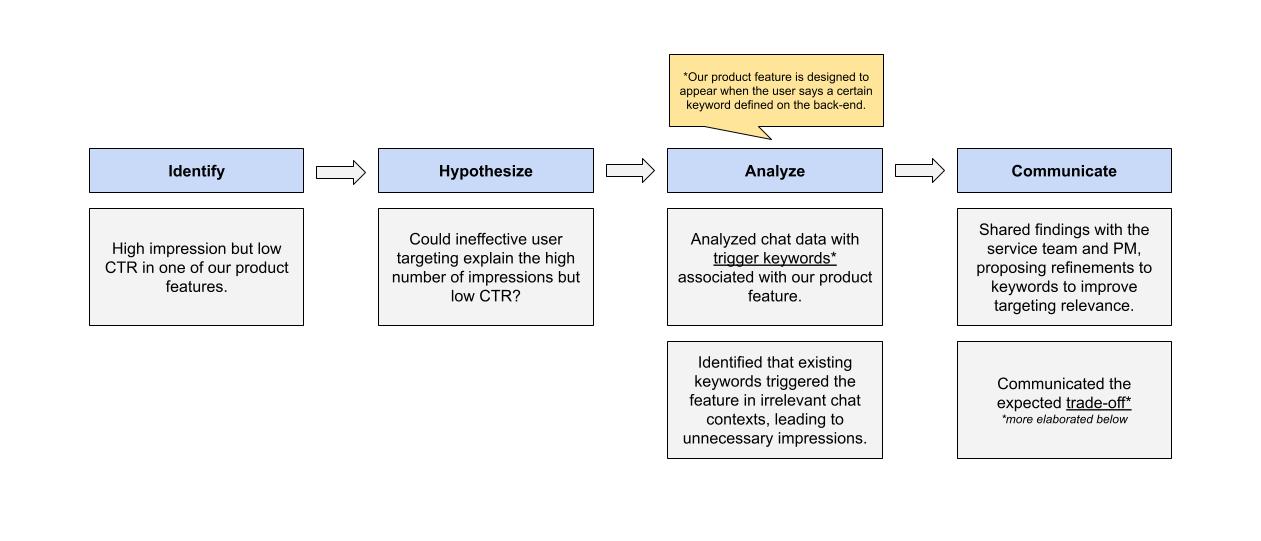 *Our product feature is designed to
appear when the user says a certain
keyword defined on the back-end.
Identify
Hypothesize
Analyze
Communicate
High impression but low
CTR in one of our product
features.
Could ineffective user
targeting explain the high
number of impressions but
low CTR?
Analyzed chat data with
trigger keywords*
associated with our product
feature.
Shared findings with the
service team and PM,
proposing refinements to
keywords to improve
targeting relevance.
Identified that existing
keywords triggered the
feature in irrelevant chat
contexts, leading to
unnecessary impressions.
Communicated the
expected trade-off*
*more elaborated below